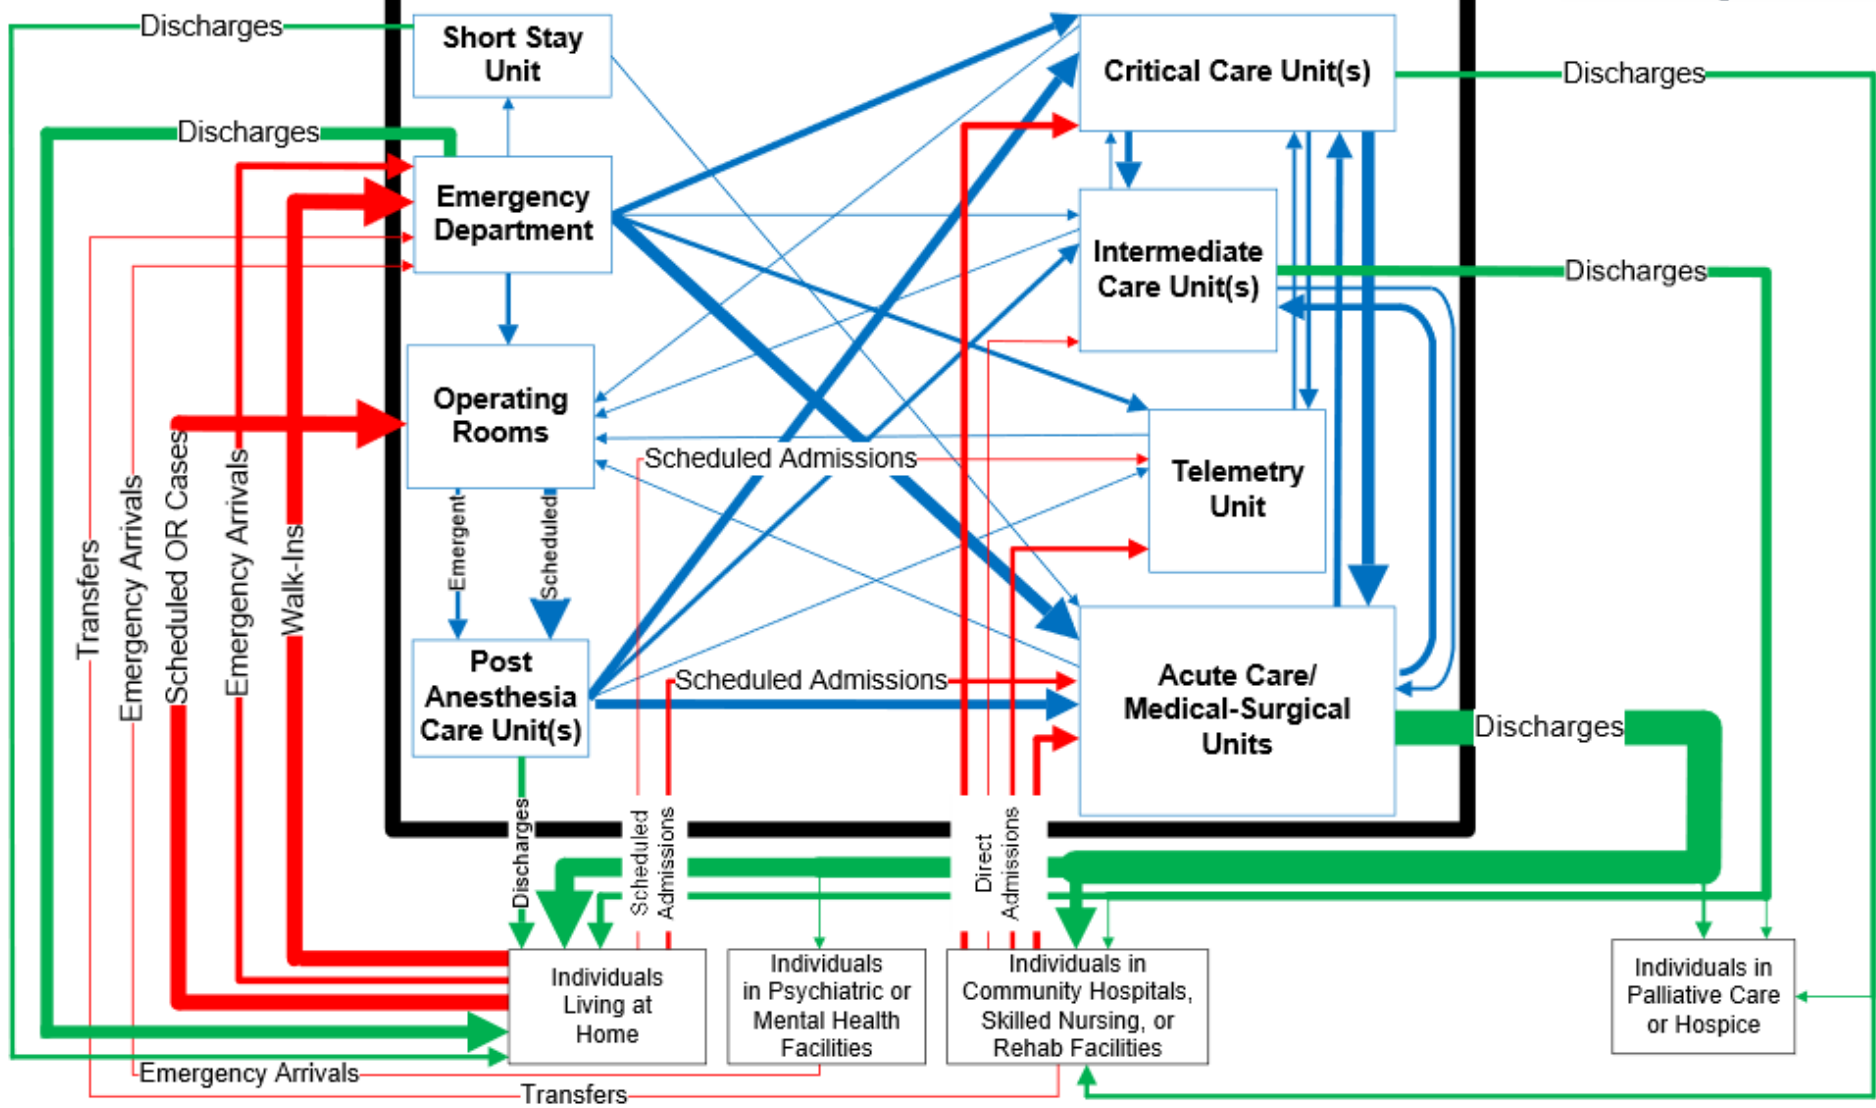 Discharges
Short Stay
Unit
Critical Care Unit(s)
Discharges
Discharges
Emergency
Department
Intermediate
Care Unit(s)
Discharges
Operating
Rooms
Scheduled Admissions
Telemetry
Unit
Emergent
Scheduled
Transfers
Emergency Arrivals
Scheduled OR Cases
Emergency Arrivals
Walk-Ins
Post
Anesthesia
Care Unit(s)
Scheduled Admissions
Acute Care/
Medical-Surgical
Units
Discharges
Discharges
Scheduled
Admissions
Direct
Admissions
Individuals
Living at
Home
Individuals
in Psychiatric or
Mental Health
Facilities
Individuals in
Community Hospitals,
Skilled Nursing, or
Rehab Facilities
Individuals in
Palliative Care
or Hospice
Emergency Arrivals
Transfers